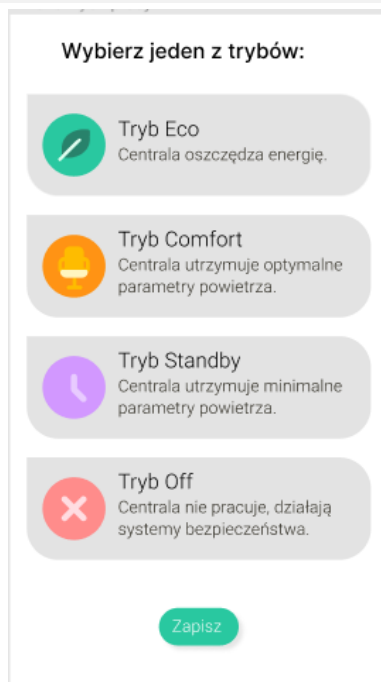 Wybierz jeden z trybów:
Tryb Eco
Centrala oszczędza energię.
Tryb Comfort
Centrala utrzymuje optymalne
parametry powietrza.
Tryb Standby
Centrala utrzymuje minimalne
parametry powietrza.
Tryb Off
Centrala nie pracuje, działają
systemy bezpieczeństwa.
Zapisz